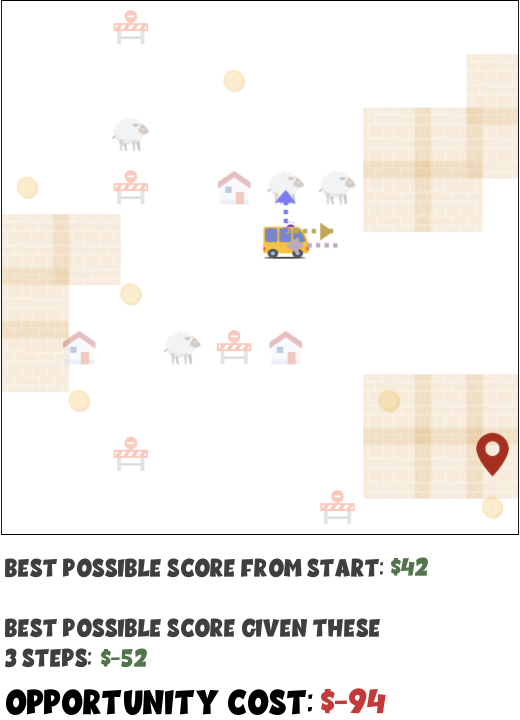 BEST POSSIBLE SCORE FROM START: $42
BEST POSSIBLE SCORE GIVEN THESE
3 STEPS: $-52
OPPORTUNITY COST: $-94